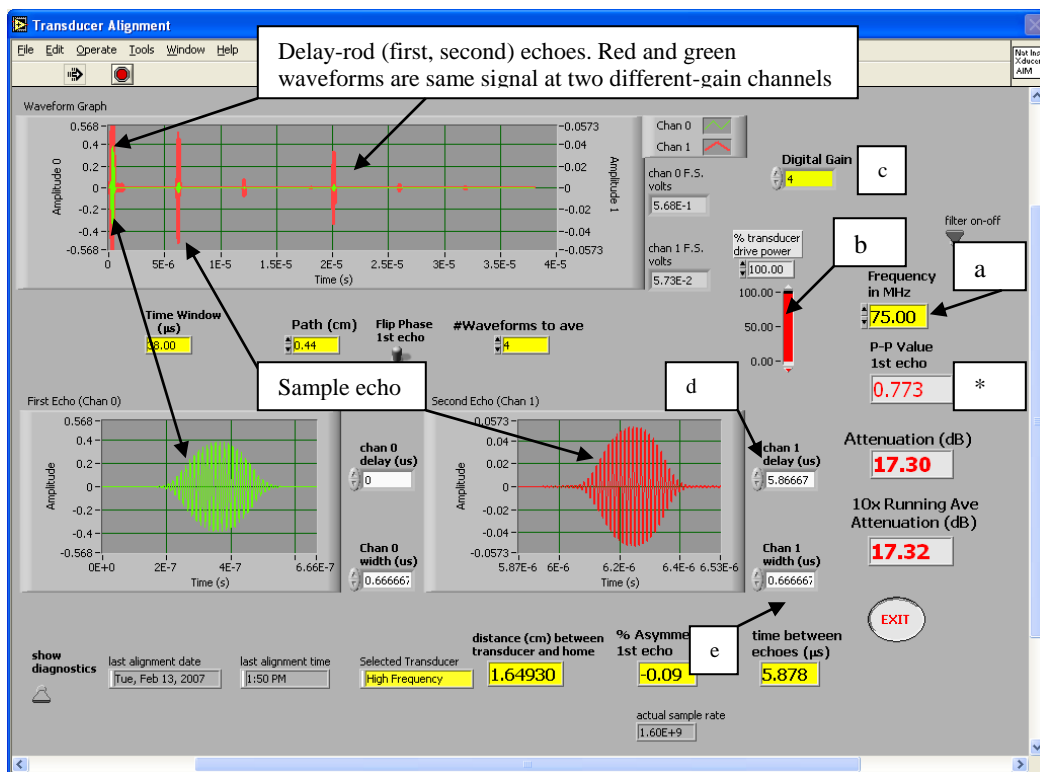 Transducer Alignment
File Edit Operate Tools Window Help
Not Ins
Xducer
AIM
Delay-rod (first, second) echoes. Red and green
waveforms are same signal at two different-gain channels
Waveform Graph
0.568
0.4
0.2
0
-0.2
-0.4
-0.568
Amplitude 0
-0.0573
-0.04
-0.02
-0
-0.02
-0.04
-0.0573
Amplitude 1
0 5E-6 1E-5 1.5E-5 2E-5 2.5E-5 3E-5 3.5E-5 4E-5
Time (s)
Chan 0
Chan 1
chan 0 F.S.
volts
5.68E-1
chan 1 F.S.
volts
5.73E-2
Digital Gain
4
c
filter on-off
% transducer
drive power
100.00
100.00
50.00
0.00
b
Frequency
in MHz
75.00
a
P-P Value
1st echo
0.773
*
Time Window
(µs)
38.00
Path (cm)
0.44
Flip Phase
1st echo
#Waveforms to ave
4
Sample echo
d
First Echo (Chan 0)
0.568
0.4
0.2
0
-0.2
-0.4
-0.568
Amplitude
0E+0 2E-7 4E-7 6.66E-7
Time (s)
chan 0
delay (us)
0
Chan 0
width (us)
0.666667
Second Echo (Chan 1)
0.0573
0.04
0.02
0
-0.02
-0.04
-0.0573
Amplitude
5.87E-6 6E-6 6.2E-6 6.4E-6 6.53E-6
Time (s)
chan 1
delay (us)
5.86667
Chan 1
width (us)
0.666667
Attenuation (dB)
17.30
10x Running Ave
Attenuation (dB)
17.32
EXIT
e
show
diagnostics
last alignment date
Tue, Feb 13, 2007
last alignment time
1:50 PM
Selected Transducer
High Frequency
distance (cm) between
transducer and home
1.64930
% Asymme
1st echo
-0.09
time between
echoes (µs)
5.878
actual sample rate
1.60E+9